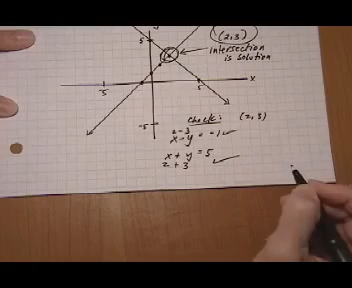 (2,3)
5
intersection
is solution
x
5
5
-5
check: (2,3)
2-3
x-y = -1 ✓
x + y = 5
2 + 3 ✓